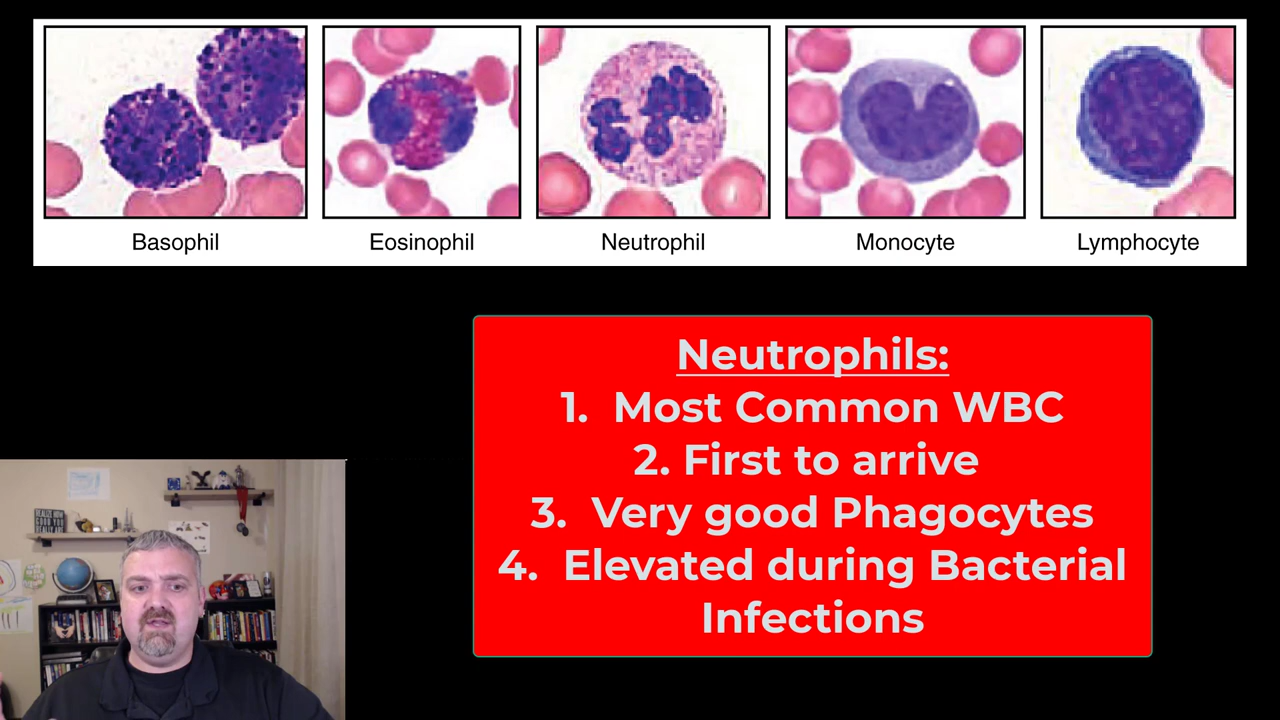 Basophil
Eosinophil
Neutrophil
Monocyte
Lymphocyte
Neutrophils:
1. Most Common WBC
2. First to arrive
3. Very good Phagocytes
4. Elevated during Bacterial
Infections